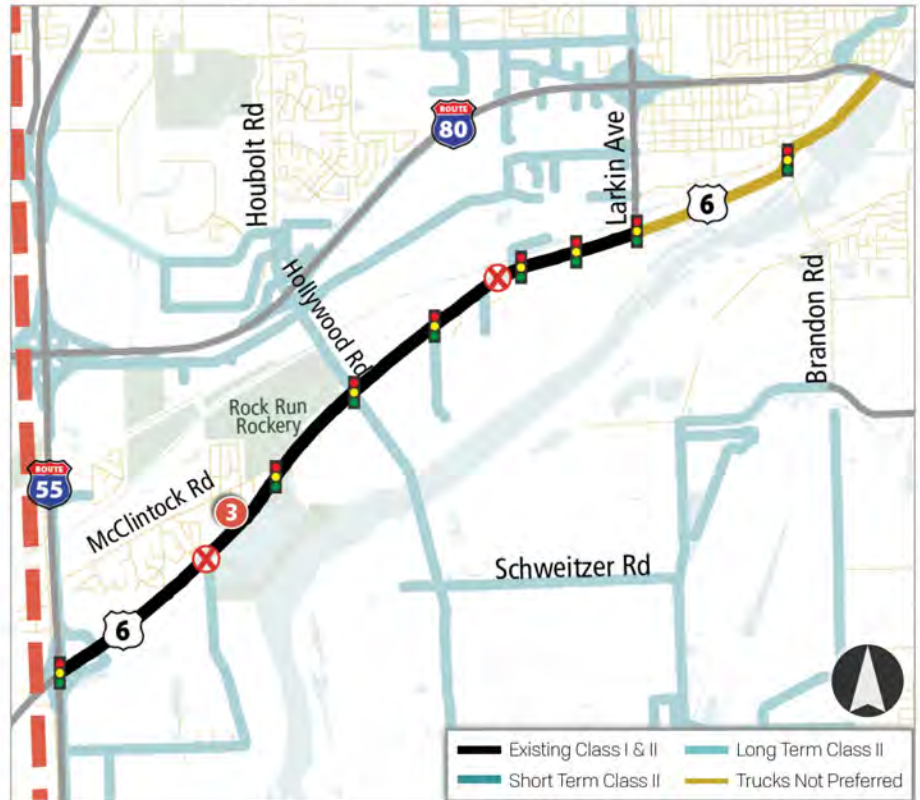 ROUTE
80
Houbolt Rd
Larkin Ave
6
Hollywood Rd
Brandon Rd
Rock Run
Rockery
ROUTE
55
McClintock Rd
3
Schweitzer Rd
6
Existing Class I & II
Long Term Class II
Short Term Class II
Trucks Not Preferred